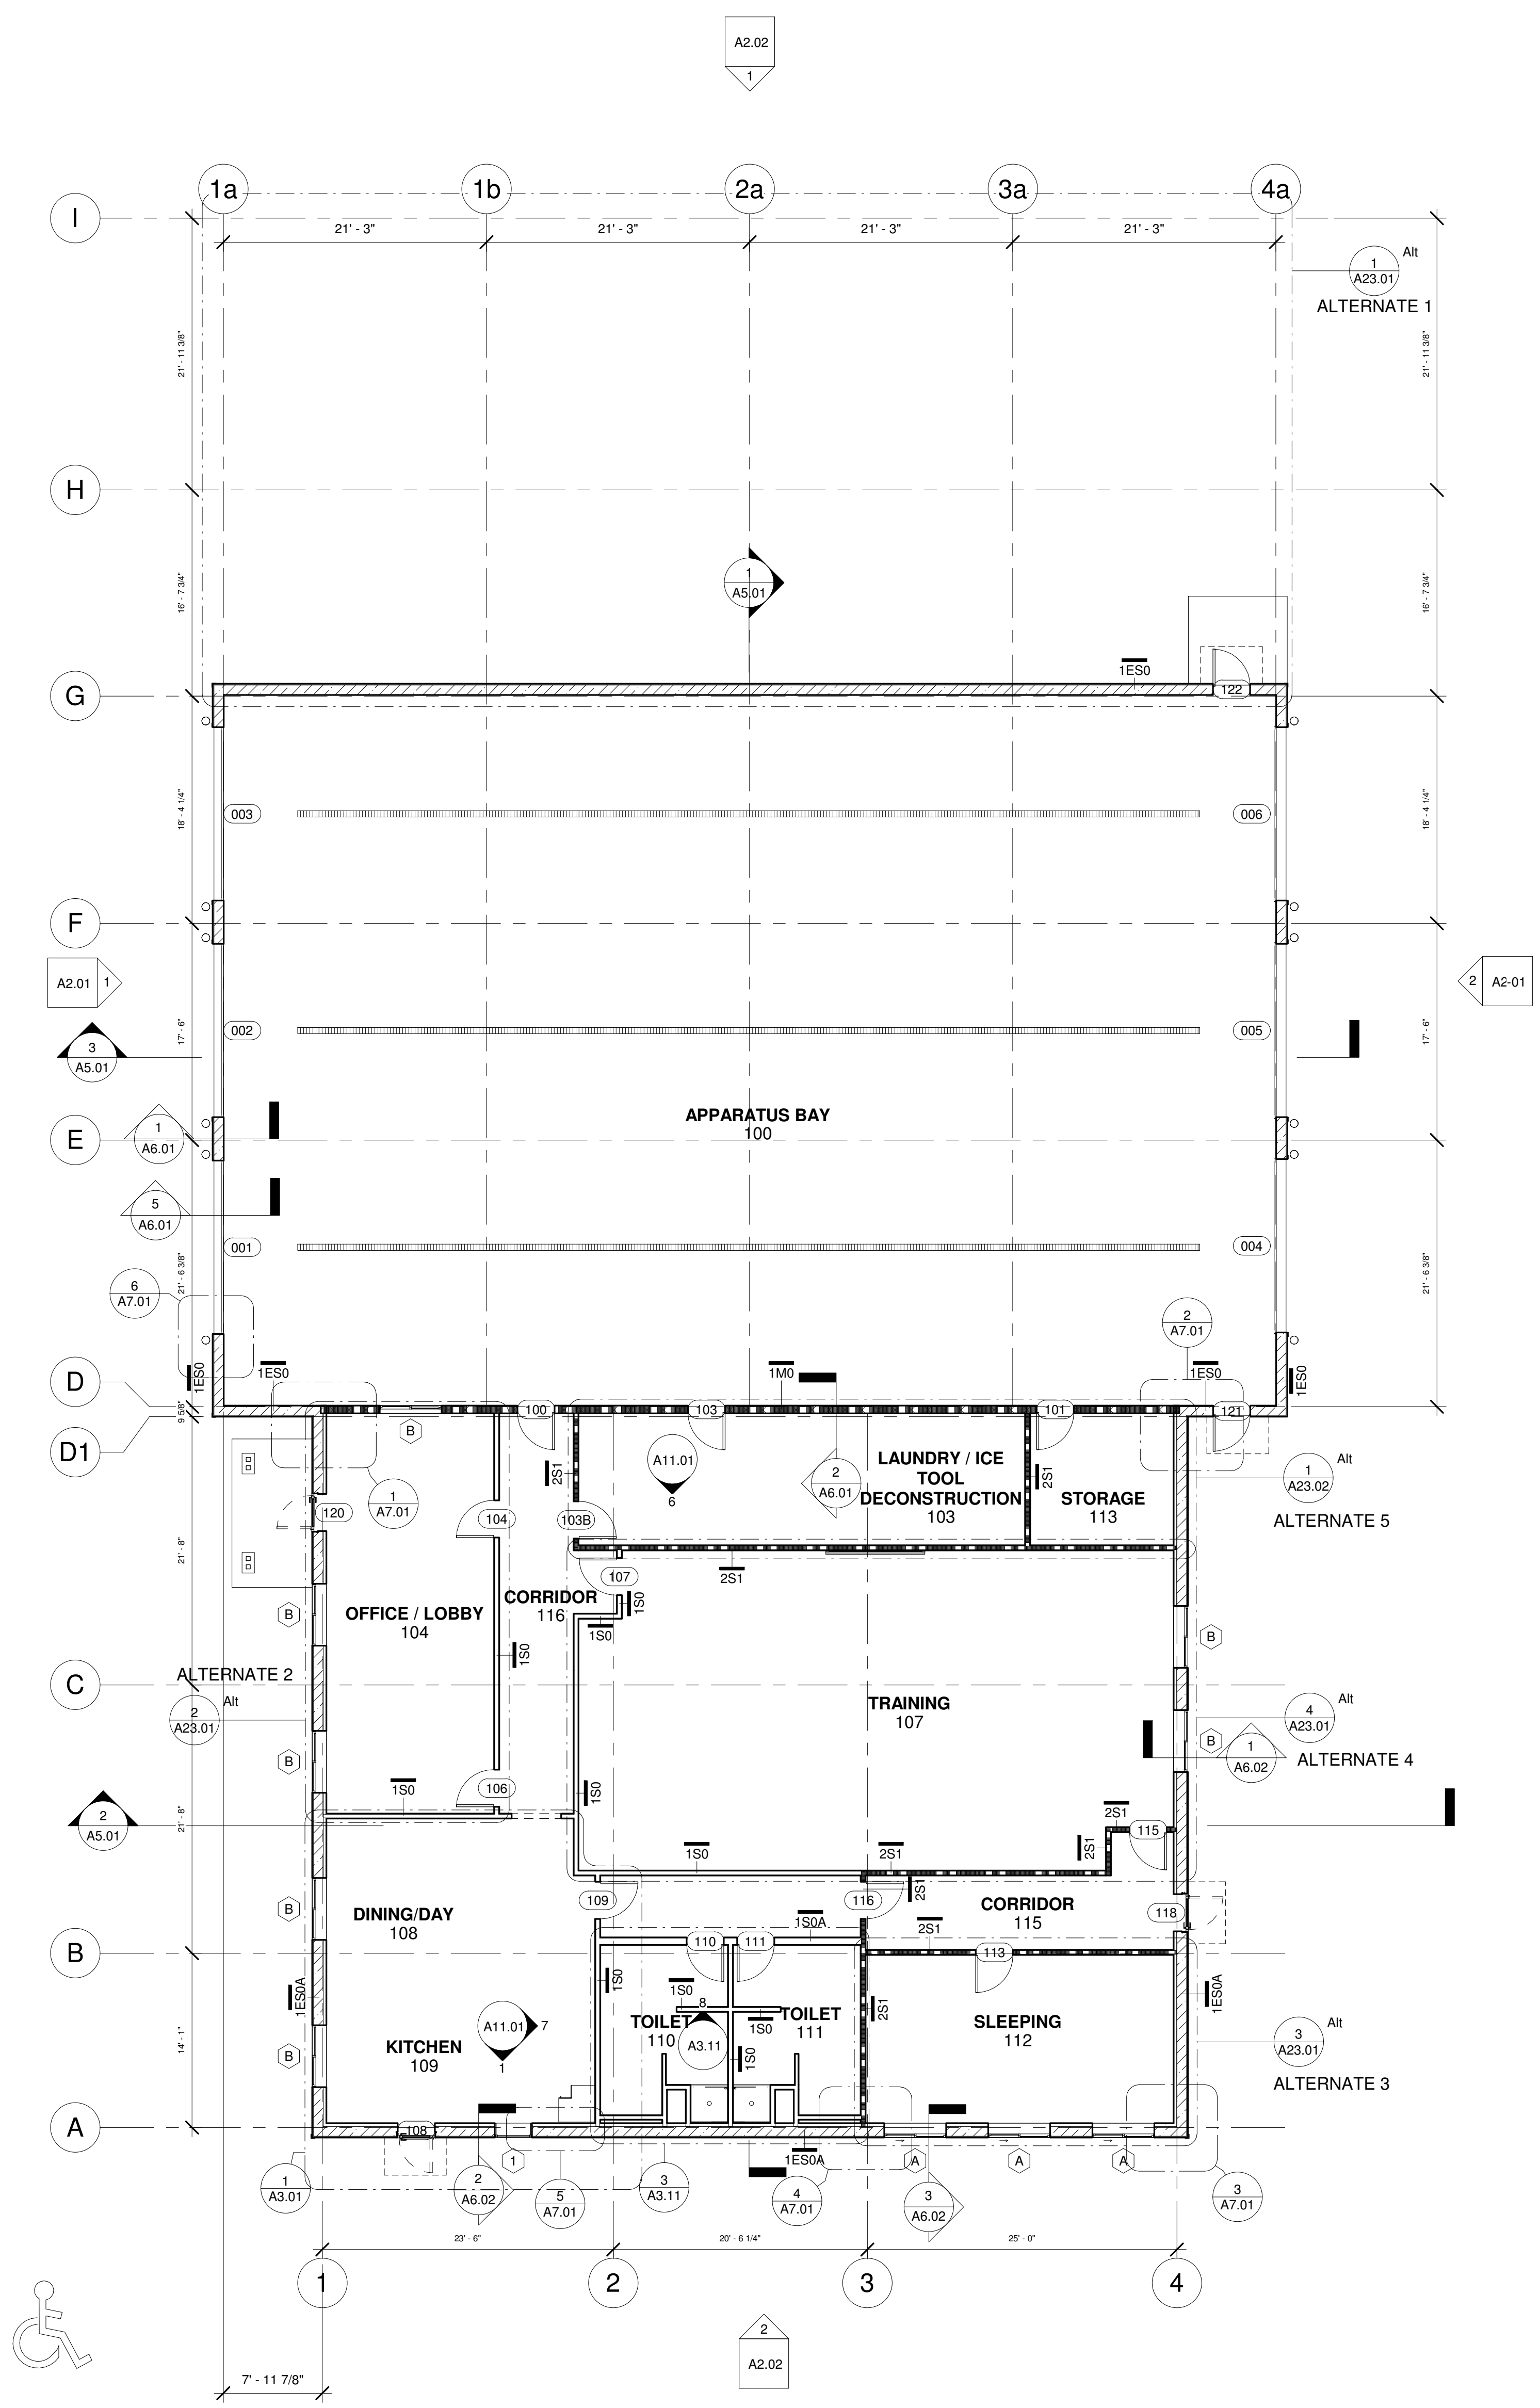 A2.02
1
1a
1b
2a
3a
4a
I
21' - 3"
21' - 3"
21' - 3"
21' - 3"
1
A23.01
Alt
ALTERNATE 1
21' - 11 3/8"
21' - 11 3/8"
H
1
A5.01
16' - 7 3/4"
16' - 7 3/4"
1ES0
G
122
003
006
18' - 4 1/4"
18' - 4 1/4"
F
A2.01
1
2
A2-01
002
005
17' - 6"
17' - 6"
3
A5.01
APPARATUS BAY
100
E
1
A6.01
5
A6.01
001
004
21' - 6 3/8"
21' - 6 3/8"
6
A7.01
2
A7.01
D
1ES0
1ES0
1M0
1ES0
1ES0
9 5/8"
100
103
101
121
D1
B
A11.01
6
2
A6.01
LAUNDRY / ICE
TOOL
DECONSTRUCTION
103
2S1
2S1
STORAGE
113
1
A23.02
Alt
ALTERNATE 5
1
A7.01
120
104
103B
21' - 8"
107
2S1
CORRIDOR
116
1S0
1S0
OFFICE / LOBBY
104
B
B
1S0
C
ALTERNATE 2
2
A23.01
Alt
TRAINING
107
4
A23.01
Alt
B
1
A6.02
ALTERNATE 4
B
1S0
106
1S0
2
A5.01
21' - 8"
2S1
115
1S0
2S1
2S1
109
116
2S1
CORRIDOR
115
118
B
DINING/DAY
108
1S0A
2S1
B
110
111
113
1ES0A
1S0
1S0
8
1S0
2S1
1ES0A
TOILET
110
TOILET
111
A3.11
SLEEPING
112
A11.01
7
1
KITCHEN
109
B
1S0
14' - 1"
3
A23.01
Alt
ALTERNATE 3
A
108
1
1ES0A
A
A
A
1
A3.01
2
A6.02
5
A7.01
3
A3.11
4
A7.01
3
A6.02
3
A7.01
23' - 6"
20' - 6 1/4"
25' - 0"
1
2
3
4
2
A2.02
7' - 11 7/8"